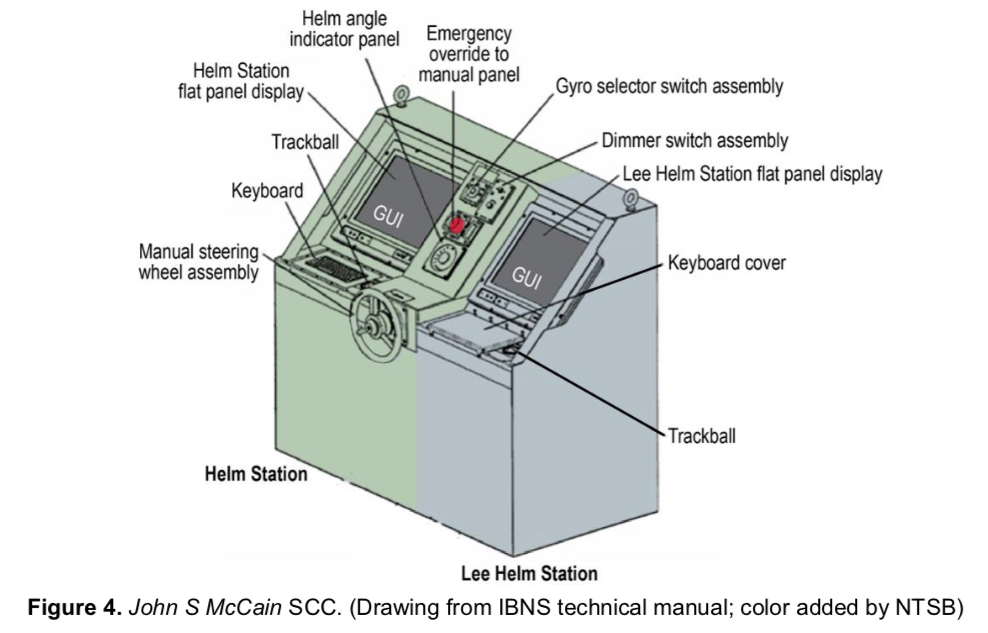 Helm angle
indicator panel
Emergency
override to
manual panel
Helm Station
flat panel display
Gyro selector switch assembly
Trackball
Dimmer switch assembly
Lee Helm Station flat panel display
Keyboard
GUI
Manual steering
wheel assembly
GUI
Keyboard cover
Trackball
Helm Station
Lee Helm Station
Figure 4. John S McCain SCC. (Drawing from IBNS technical manual; color added by NTSB)